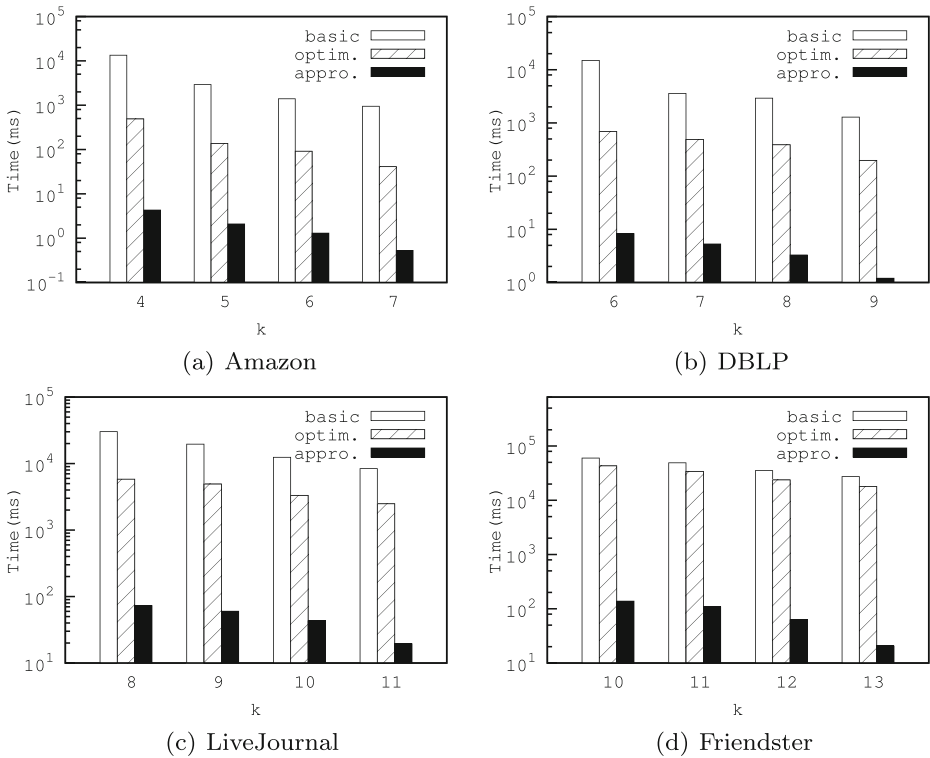 10^5
10^4
10^3
10^2
10^1
10^0
10^-1
Time(ms)
basic
optim.
appro.
4 5 6 7
k
(a) Amazon
10^5
10^4
10^3
10^2
10^1
10^0
Time(ms)
basic
optim.
appro.
6 7 8 9
k
(b) DBLP
10^5
10^4
10^3
10^2
10^1
Time(ms)
basic
optim.
appro.
8 9 10 11
k
(c) LiveJournal
10^5
10^4
10^3
10^2
10^1
Time(ms)
basic
optim.
appro.
10 11 12 13
k
(d) Friendster